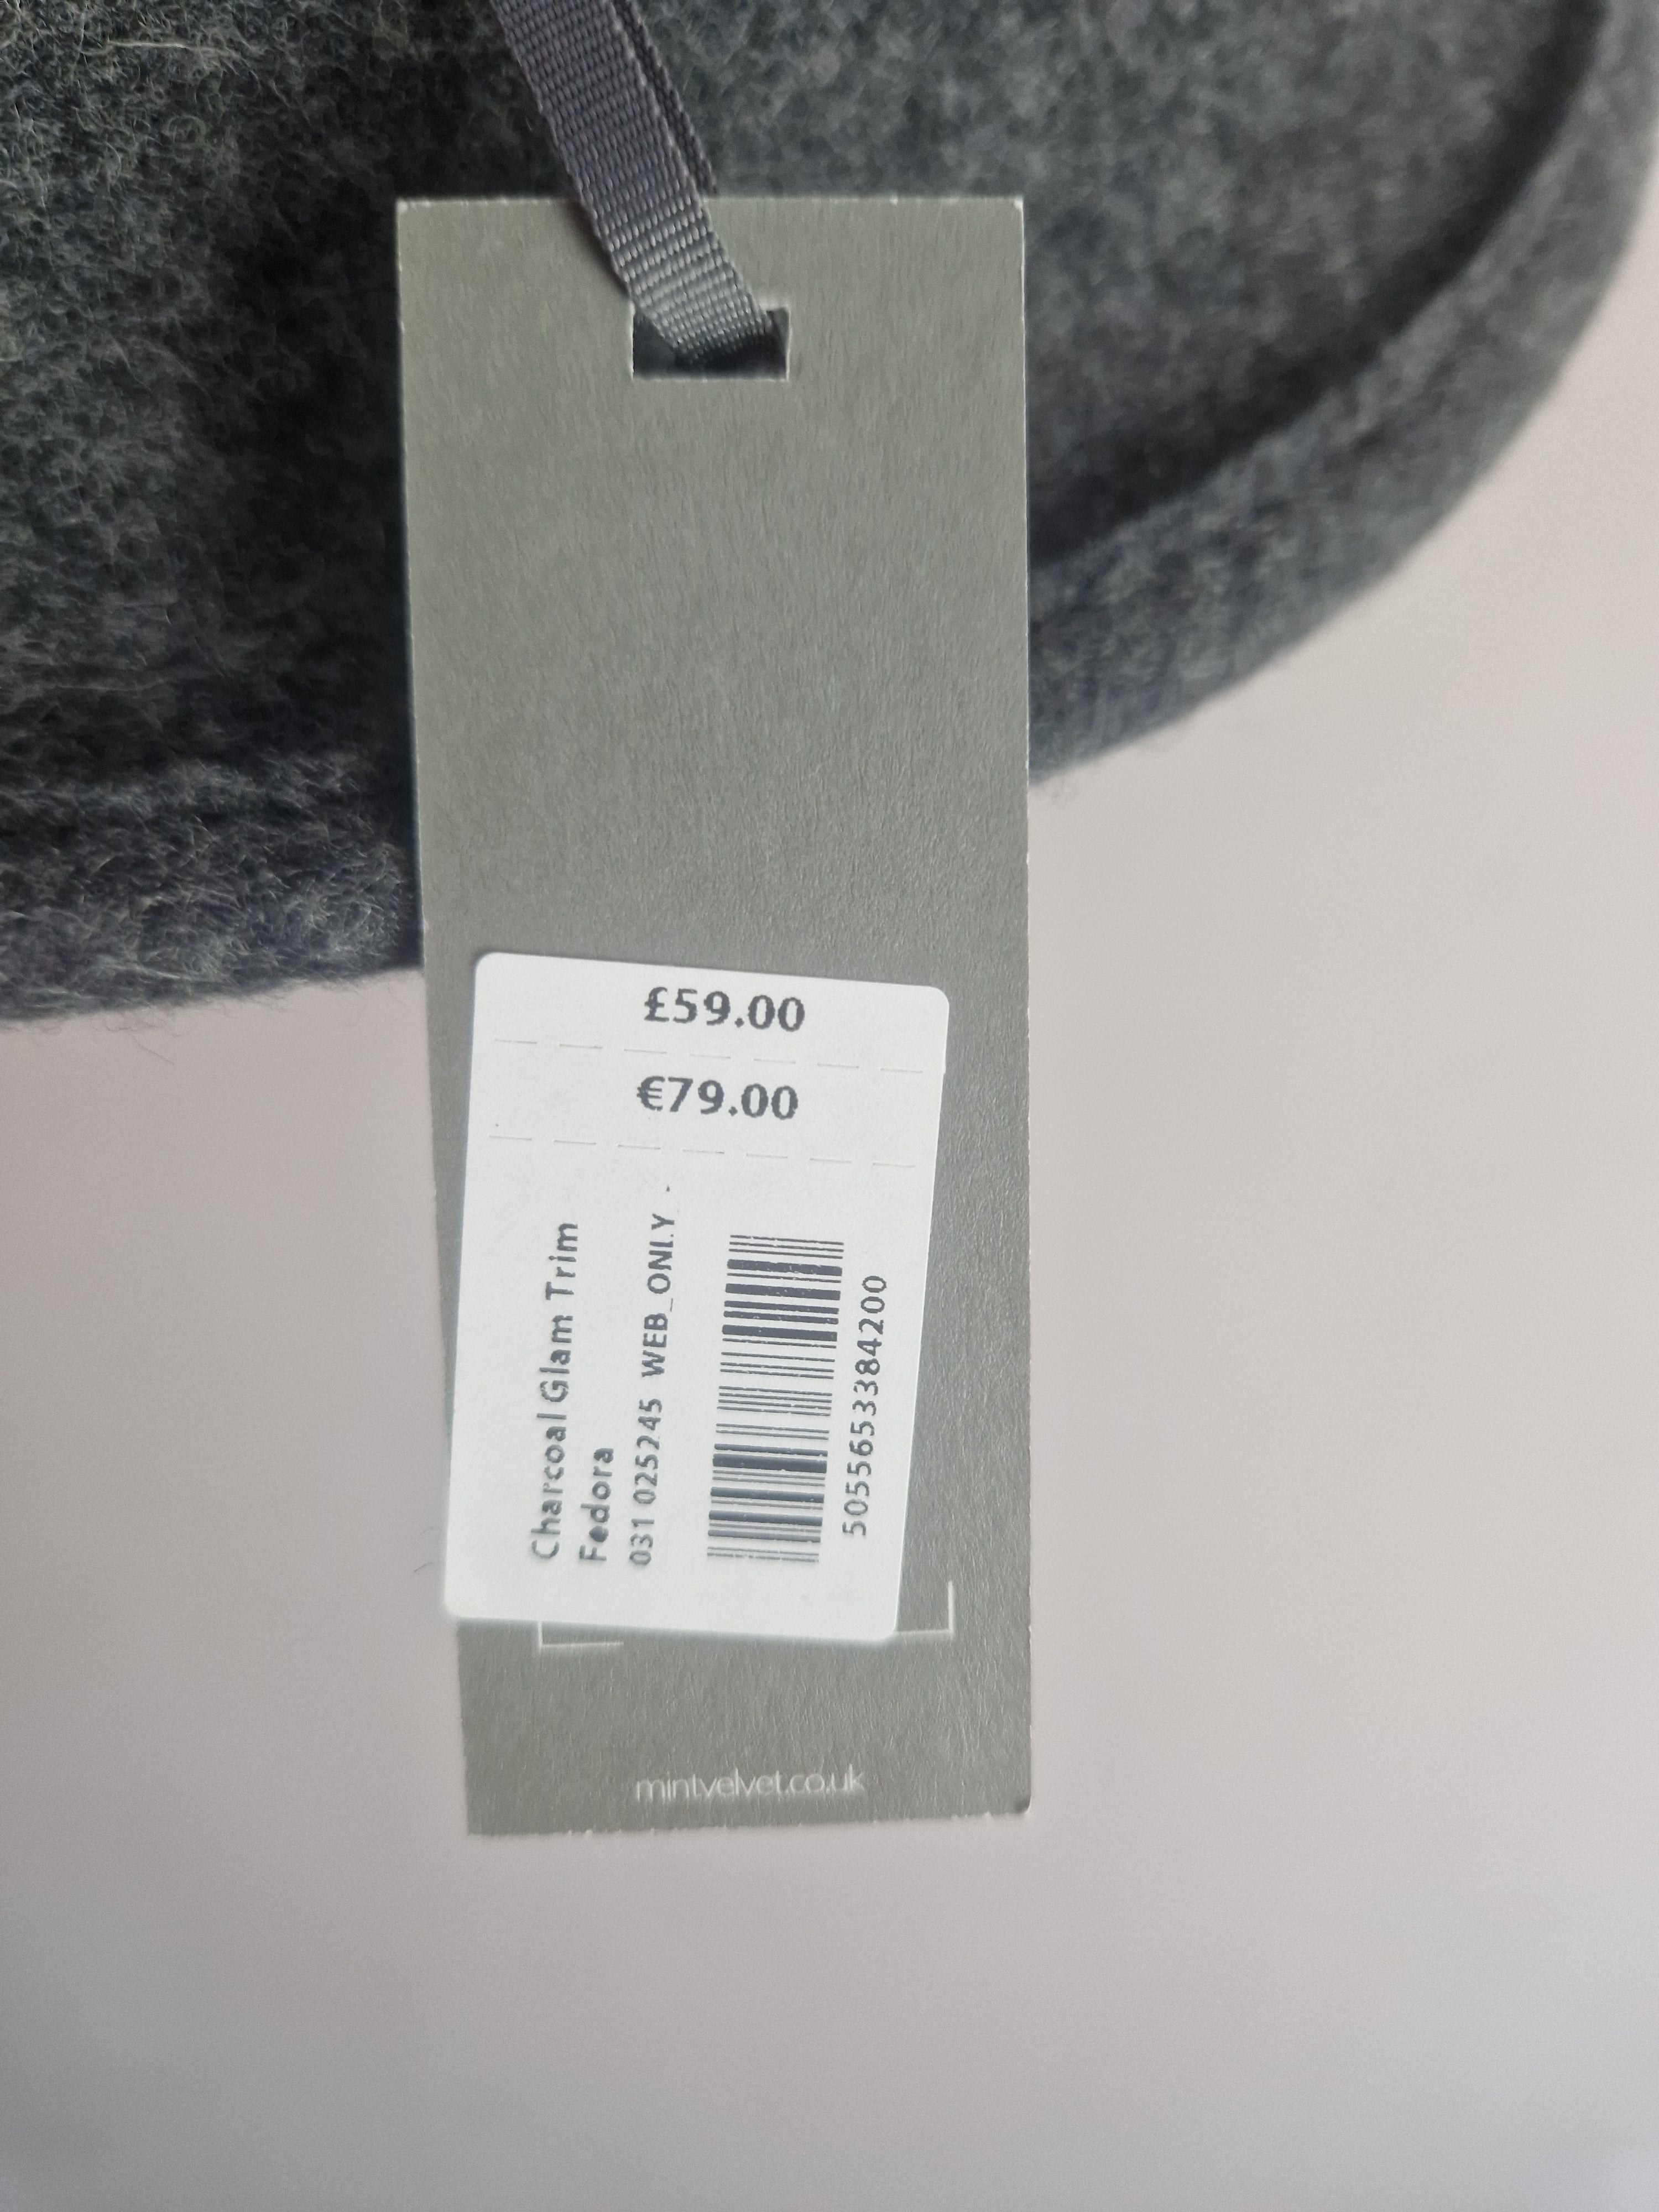 £59.00
€79.00
Charcoal Glam Trim
Fedora
031 025245 WEB_ONLY .
5055653384200
mintvelvet.co.uk